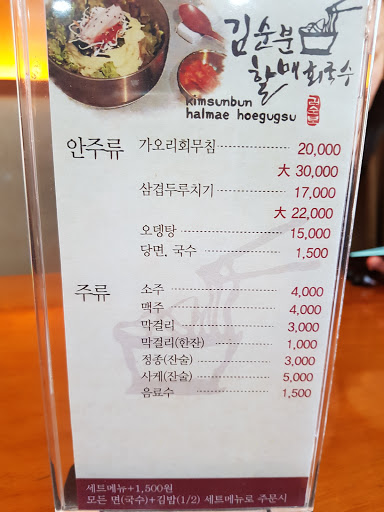 김순분
할매회국수
kimsunbun
halmae hoegugsu
안주류 가오리회무침 20,000
大 30,000
삼겹두루치기 17,000
大 22,000
오뎅탕 15,000
당면, 국수 1,500
주류 소주 4,000
맥주 4,000
막걸리 3,000
막걸리(한잔) 1,000
정종(잔술) 3,000
사케(잔술) 5,000
음료수 1,500
세트메뉴+1,500원
모든 면(국수)+김밥(1/2) 세트메뉴로 주문시